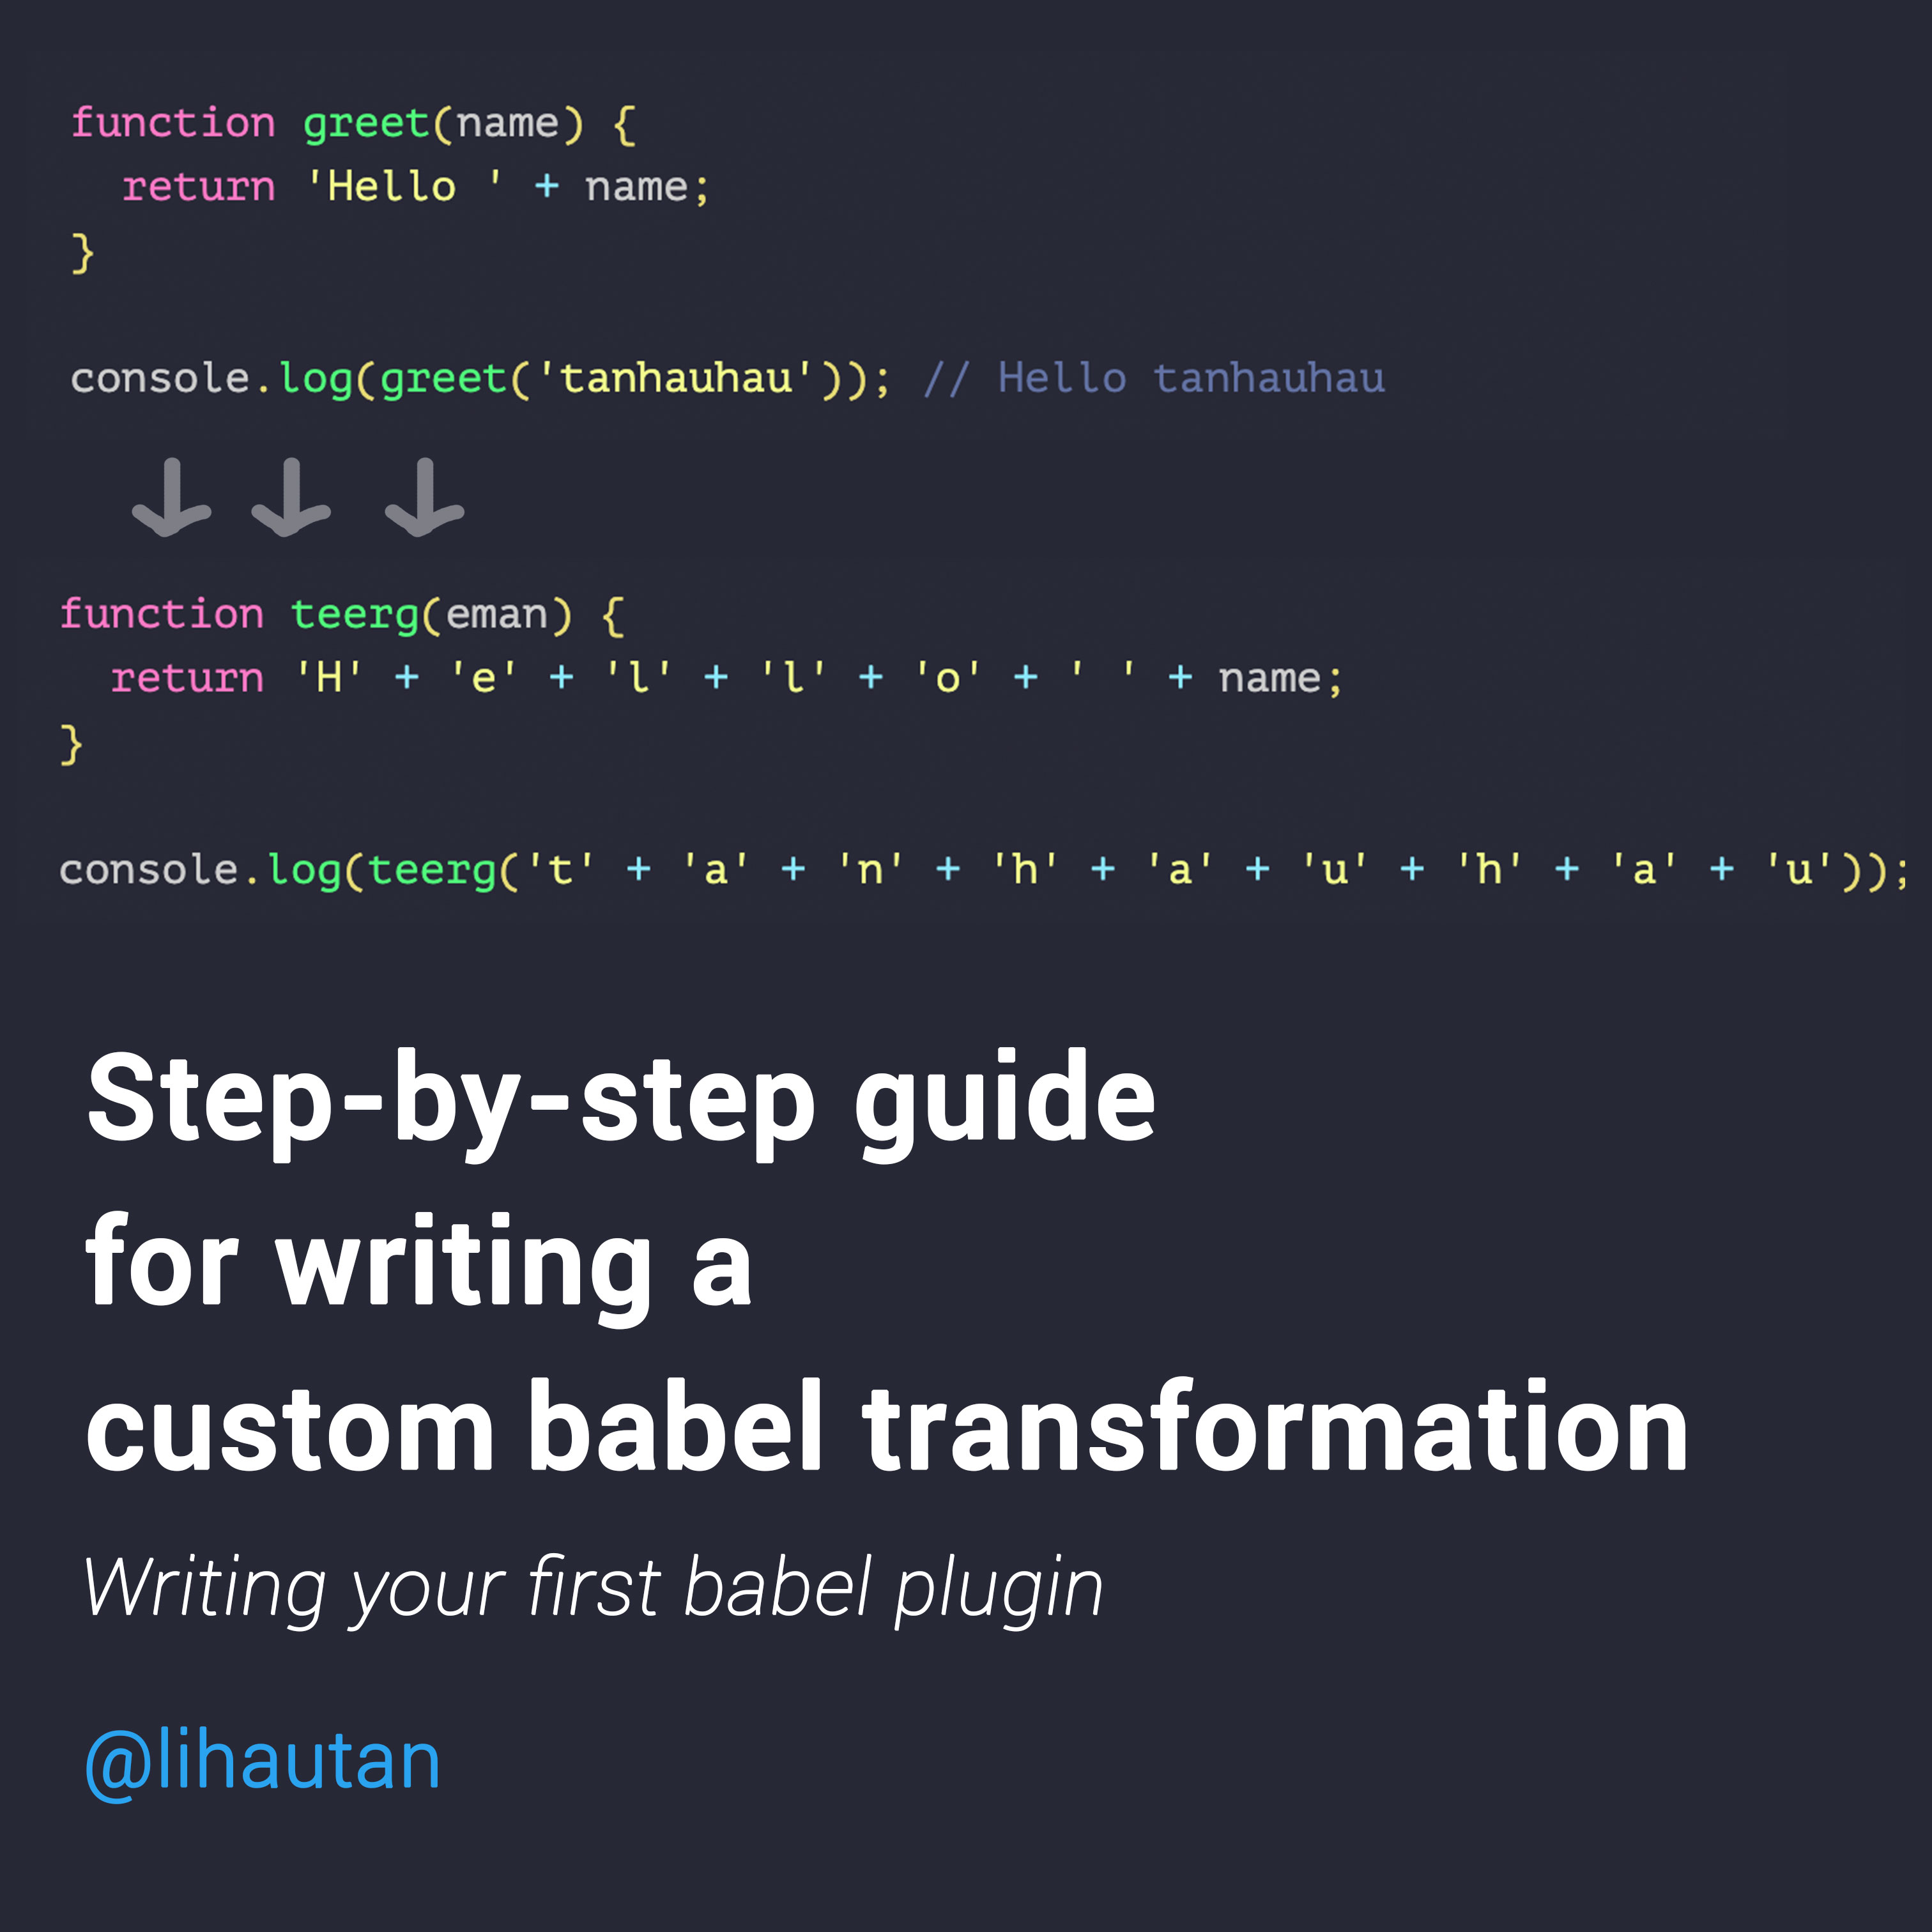 function greet(name) {
  return 'Hello ' + name;
}
console.log(greet('tanhauhau')); // Hello tanhauhau
function teerg(eman) {
  return 'H' + 'e' + 'l' + 'l' + 'o' + ' ' + name;
}
console.log(teerg('t' + 'a' + 'n' + 'h' + 'a' + 'u' + 'h' + 'a' + 'u'));
Step-by-step guide
for writing a
custom babel transformation
Writing your first babel plugin
@lihautan